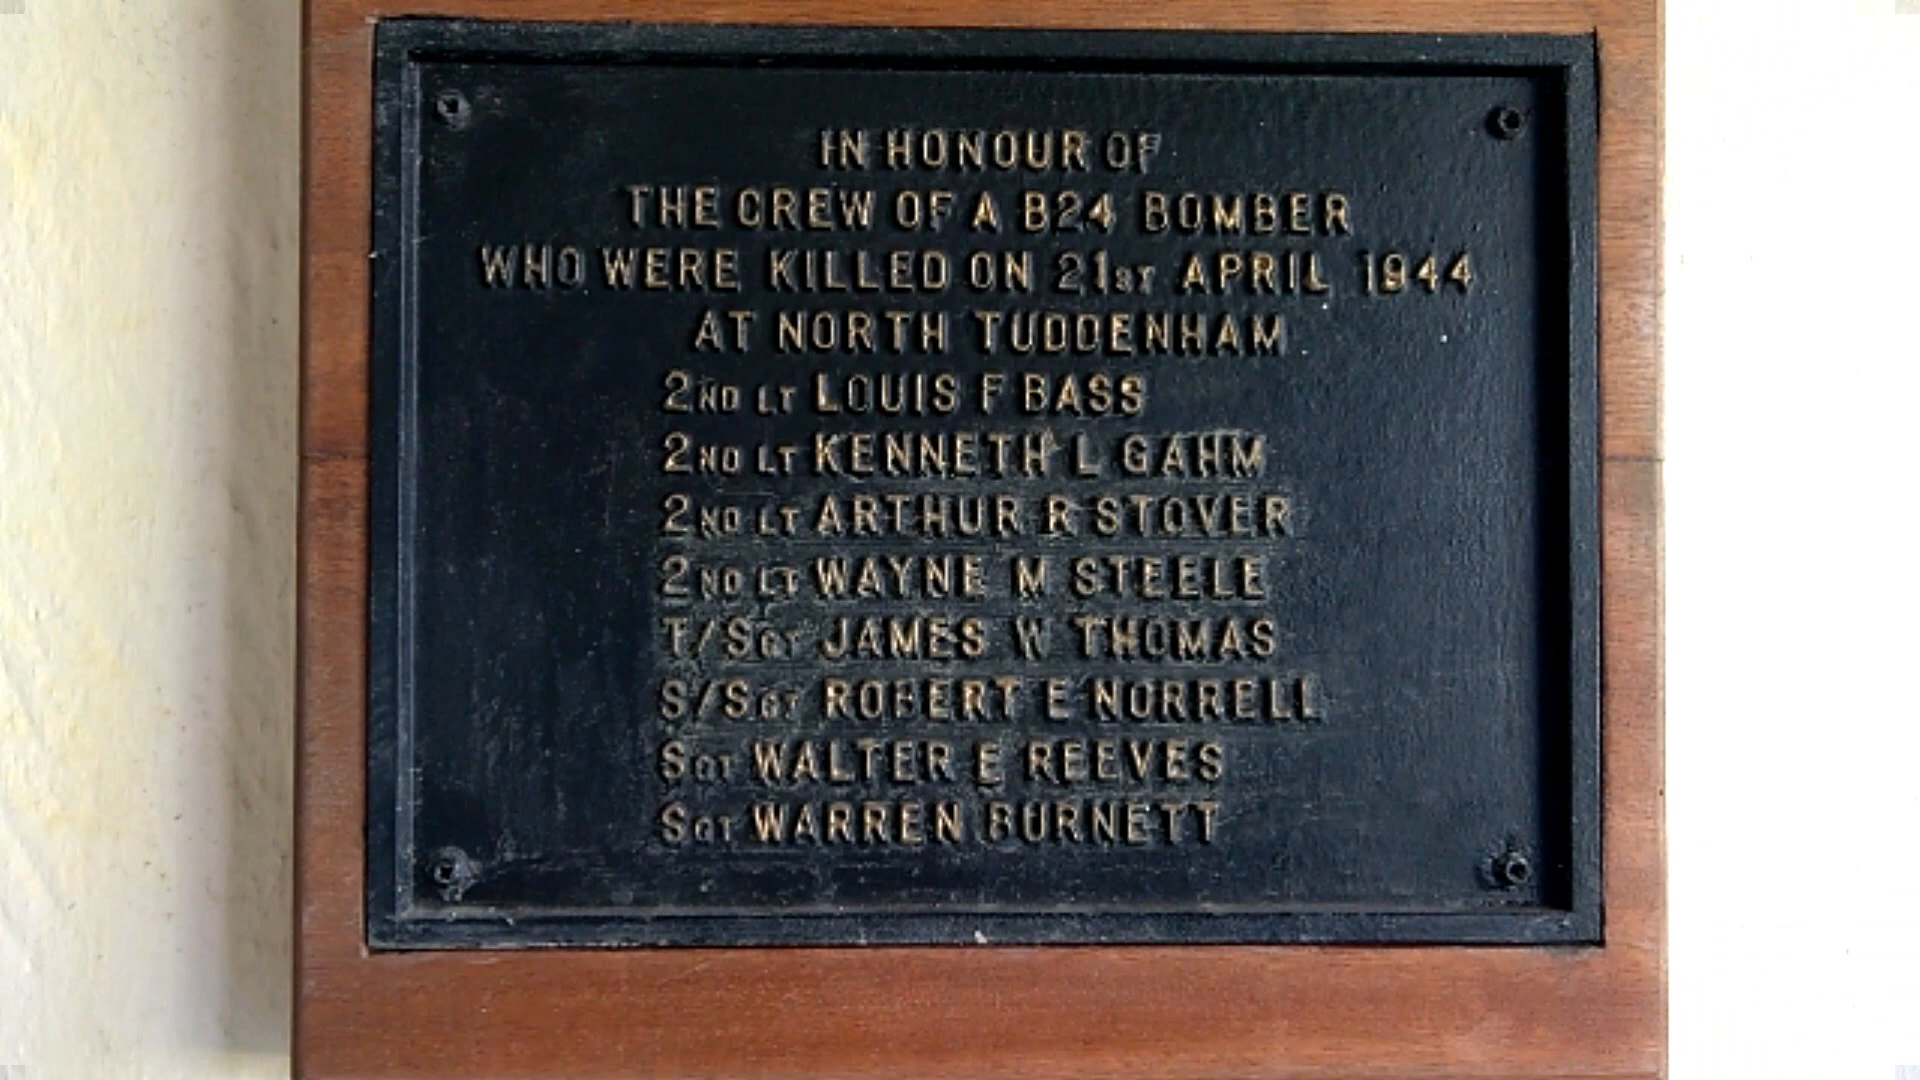 IN HONOUR OF
THE CREW OF A B24 BOMBER
WHO WERE KILLED ON 21ST APRIL 1944
AT NORTH TUDDENHAM
2ND LT LOUIS F BASS
2ND LT KENNETH L GAHM
2ND LT ARTHUR R STOVER
2ND LT WAYNE M STEELE
T/SGT JAMES W THOMAS
S/SGT ROBERT E NORRELL
SGT WALTER E REEVES
SGT WARREN BURNETT